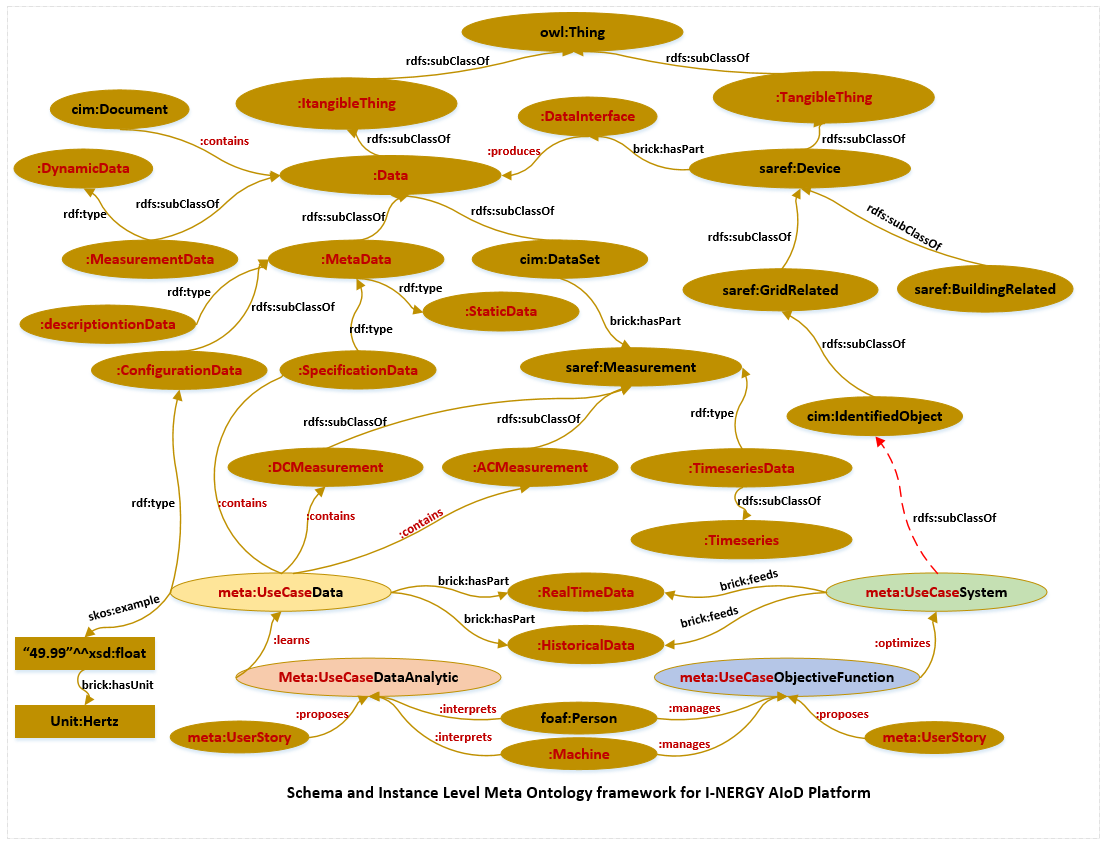 owl:Thing
rdfs:subClassOf
rdfs:subClassOf
:ItangibleThing
:TangibleThing
cim:Document
:DataInterface
:contains
rdfs:subClassOf
rdfs:subClassOf
:produces
brick:hasPart
:DynamicData
:Data
saref:Device
rdf:type
rdfs:subClassOf
rdfs:subClassOf
rdfs:subClassOf
rdfs:subClassOf
rdfs:subClassOf
:MeasurementData
:MetaData
cim:DataSet
saref:GridRelated
saref:BuildingRelated
rdf:type
rdfs:subClassOf
rdf:type
:StaticData
:descriptiontionData
rdf:type
brick:hasPart
rdfs:subClassOf
:ConfigurationData
:SpecificationData
saref:Measurement
rdfs:subClassOf
rdfs:subClassOf
rdf:type
cim:IdentifiedObject
:DCMeasurement
:ACMeasurement
:TimeseriesData
rdf:type
:contains
:contains
:contains
rdfs:subClassOf
rdfs:subClassOf
:Timeseries
meta:UseCaseData
brick:hasPart
:RealTimeData
brick:feeds
meta:UseCaseSystem
skos:example
brick:hasPart
brick:feeds
:learns
:HistoricalData
:optimizes
“49.99”^^xsd:float
brick:hasUnit
Meta:UseCaseDataAnalytic
meta:UseCaseObjectiveFunction
Unit:Hertz
:proposes
:interprets
foaf:Person
:manages
:proposes
meta:UserStory
:interprets
:Machine
:manages
meta:UserStory
Schema and Instance Level Meta Ontology framework for I-NERGY AIoD Platform